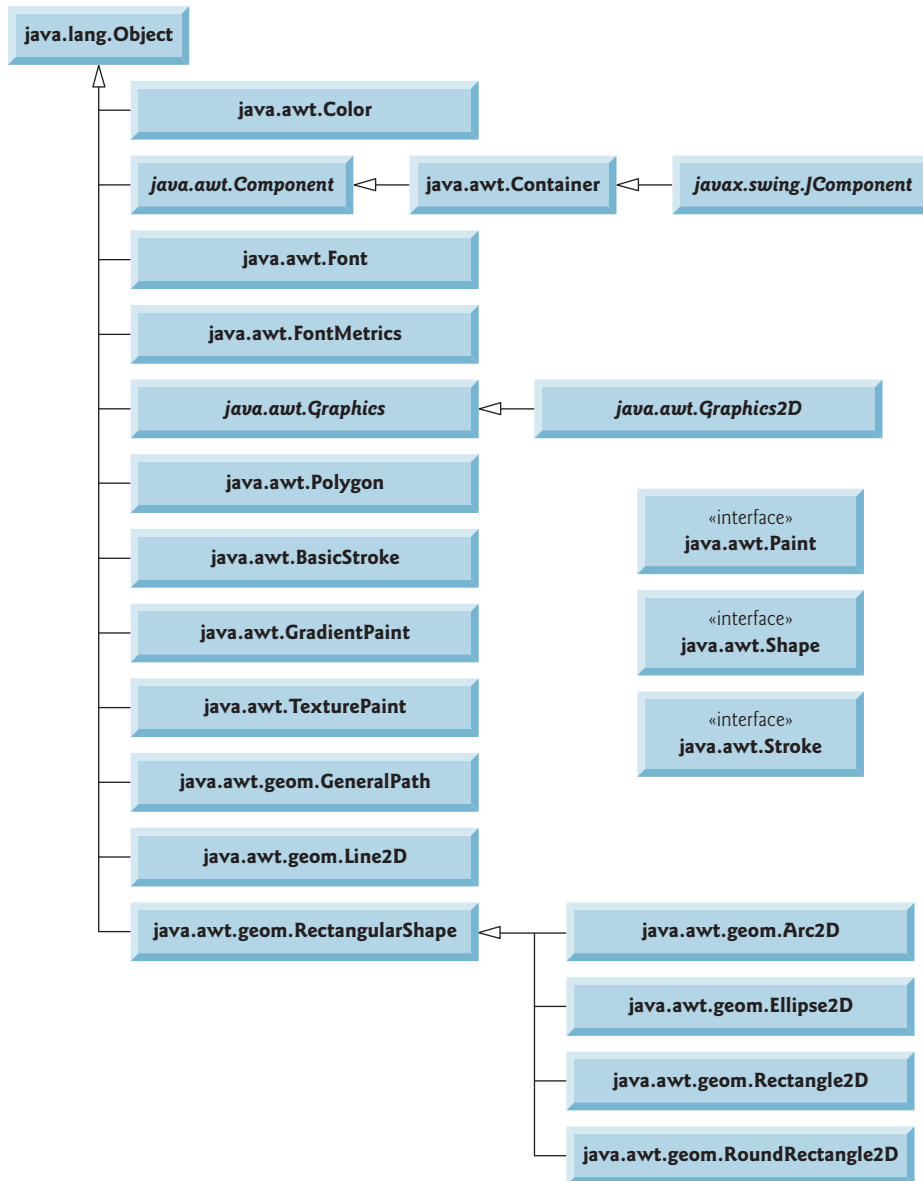 java.lang.Object
java.awt.Color
java.awt.Component
java.awt.Container
javax.swing.JComponent
java.awt.Font
java.awt.FontMetrics
java.awt.Graphics
java.awt.Graphics2D
java.awt.Polygon
«interface»
java.awt.Paint
java.awt.BasicStroke
java.awt.GradientPaint
«interface»
java.awt.Shape
java.awt.TexturePaint
«interface»
java.awt.Stroke
java.awt.geom.GeneralPath
java.awt.geom.Line2D
java.awt.geom.RectangularShape
java.awt.geom.Arc2D
java.awt.geom.Ellipse2D
java.awt.geom.Rectangle2D
java.awt.geom.RoundRectangle2D